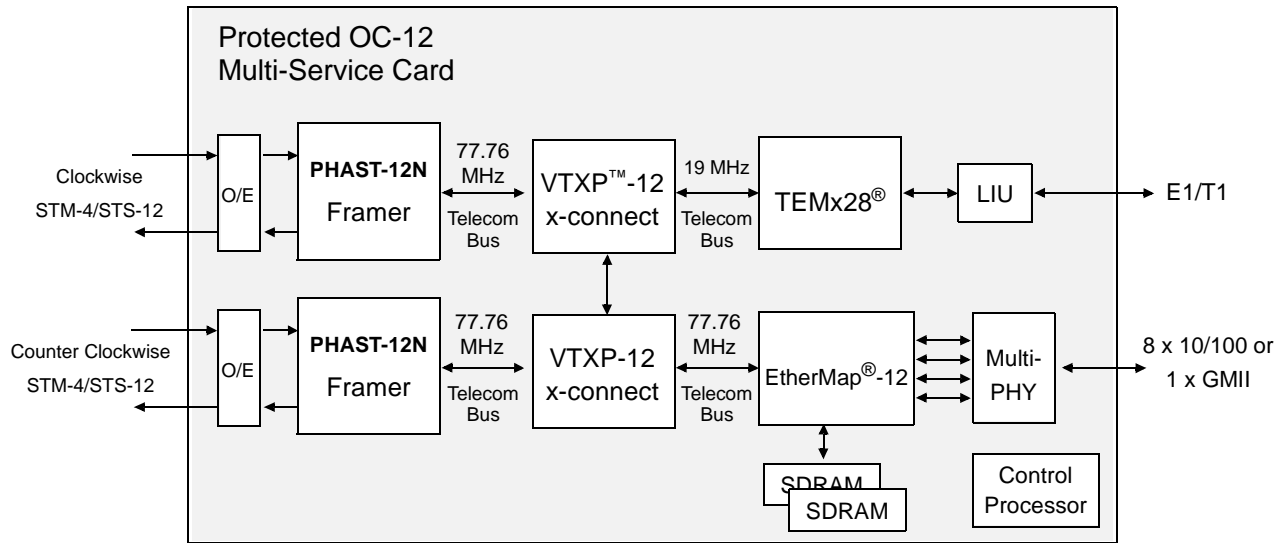 Protected OC-12
Multi-Service Card
Clockwise
STM-4/STS-12
O/E
PHAST-12N
Framer
77.76
MHz
Telecom
Bus
VTXP™-12
x-connect
19 MHz
Telecom
Bus
TEMx28®
LIU
E1/T1
Counter Clockwise
STM-4/STS-12
O/E
PHAST-12N
Framer
77.76
MHz
Telecom
Bus
VTXP-12
x-connect
77.76
MHz
Telecom
Bus
EtherMap®-12
Multi-
PHY
8 x 10/100 or
1 x GMII
SDRAM
SDRAM
Control
Processor